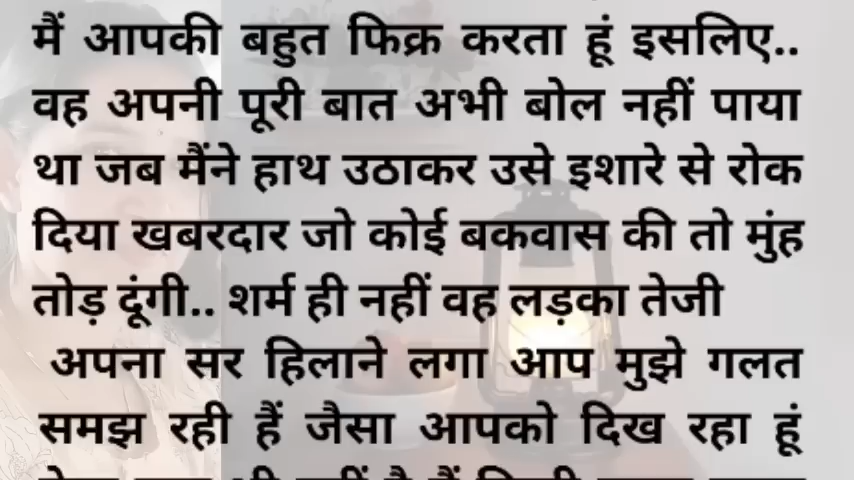 मैं आपकी बहुत फिक्र करता हूं इसलिए..
वह अपनी पूरी बात अभी बोल नहीं पाया
था जब मैंने हाथ उठाकर उसे इशारे से रोक
दिया खबरदार जो कोई बकवास की तो मुंह
तोड़ दूंगी.. शर्म ही नहीं वह लड़का तेजी
अपना सर हिलाने लगा आप मुझे गलत
समझ रही हैं जैसा आपको दिख रहा हूं